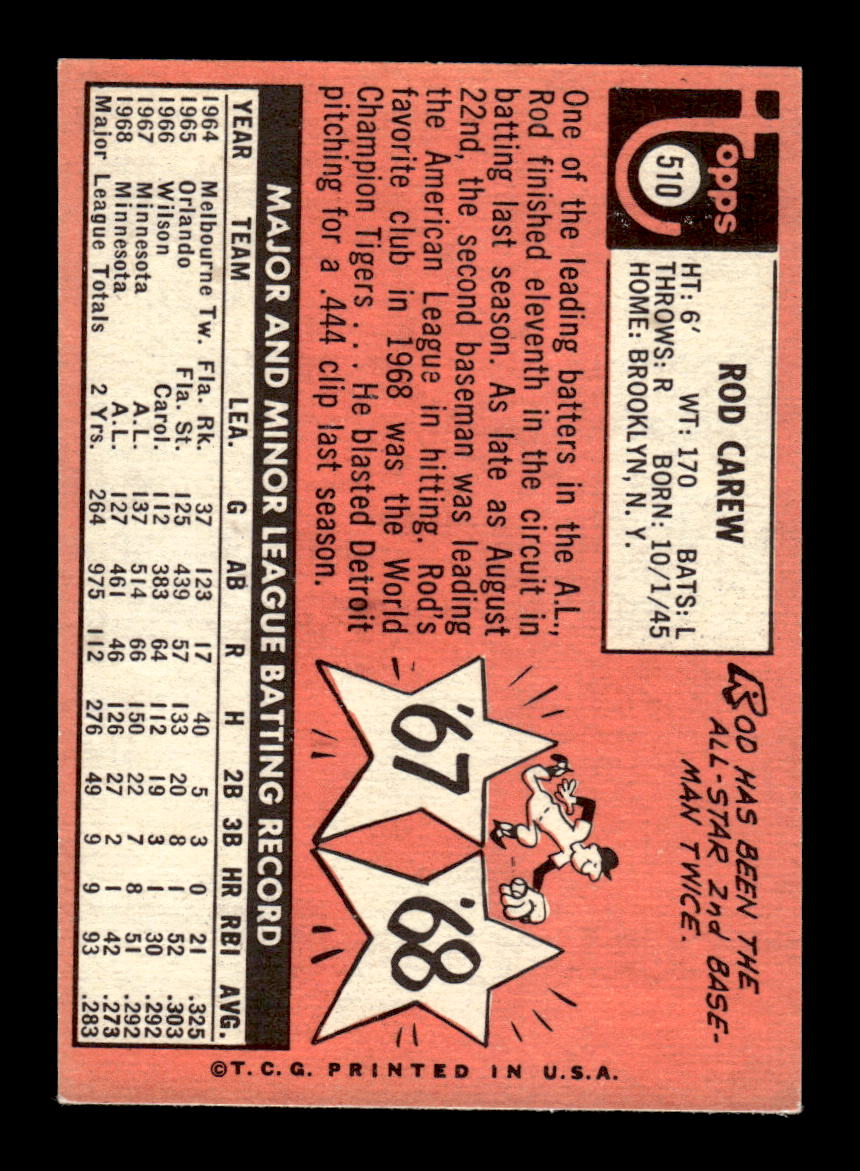 Topps
510
ROD CAREW
HT: 6' WT: 170 BATS: L
THROWS: R BORN: 10/1/45
HOME: BROOKLYN, N. Y.
ROD HAS BEEN THE
ALL-STAR 2nd BASE-
MAN TWICE.
One of the leading batters in the A.L.,
Rod finished eleventh in the circuit in
batting last season. As late as August
22nd, the second baseman was leading
the American League in hitting. Rod's
favorite club in 1968 was the World
Champion Tigers . . . He blasted Detroit
pitching for a .444 clip last season.
'67
'68
MAJOR AND MINOR LEAGUE BATTING RECORD
YEAR TEAM LEA. G AB R H 2B 3B HR RBI AVG.
1964 Melbourne Tw. Fla. Rk. 37 123 17 40 5 3 0 21 .325
1965 Orlando Fla. St. 125 439 57 133 20 8 1 52 .303
1966 Wilson Carol. 112 383 64 112 19 3 1 30 .292
1967 Minnesota A.L. 137 514 66 150 22 7 8 51 .292
1968 Minnesota A.L. 127 461 46 126 27 2 1 42 .273
Major League Totals 2 Yrs. 264 975 112 276 49 9 9 93 .283
©T.C.G. PRINTED IN U.S.A.